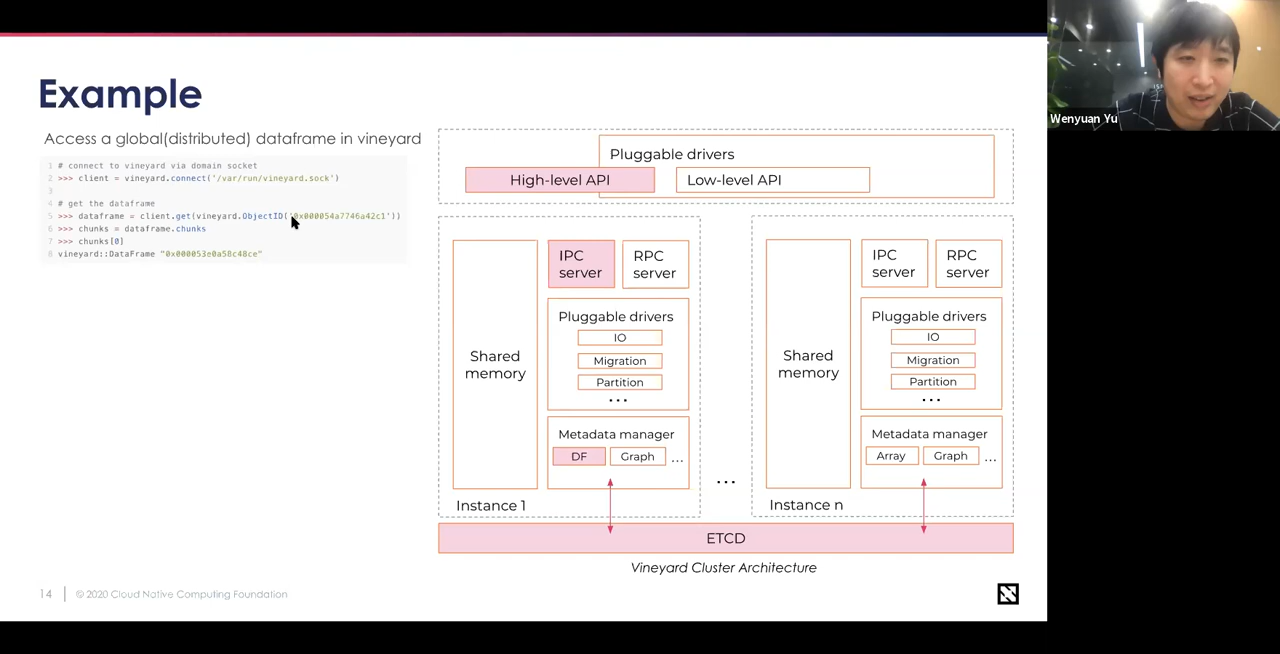 Example
Access a global(distributed) dataframe in vineyard
1 # connect to vineyard via domain socket
2 >>> client = vineyard.connect('/var/run/vineyard.sock')
3
4 # get the dataframe
5 >>> dataframe = client.get(vineyard.ObjectID('0x000054a7746a42c1'))
6 >>> chunks = dataframe.chunks
7 >>> chunks[0]
8 vineyard::DataFrame "0x000053e0a58c48ce"
Pluggable drivers
High-level API
Low-level API
Shared
memory
IPC
server
RPC
server
Pluggable drivers
IO
Migration
Partition
...
Metadata manager
DF
Graph
...
Instance 1
...
Shared
memory
IPC
server
RPC
server
Pluggable drivers
IO
Migration
Partition
...
Metadata manager
Array
Graph
...
Instance n
ETCD
Vineyard Cluster Architecture
14
© 2020 Cloud Native Computing Foundation
Wenyuan Yu